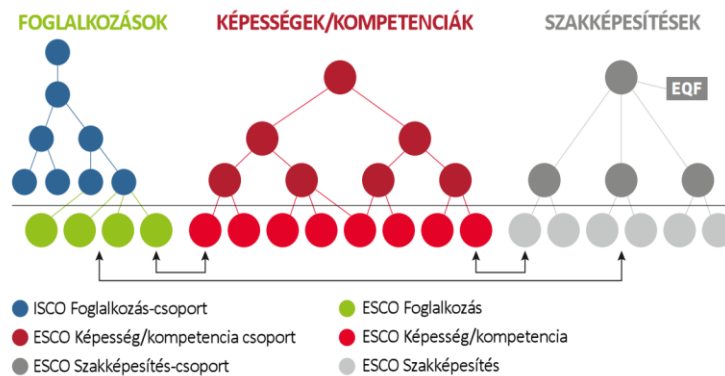 FOGLALKOZÁSOK
KÉPESSÉGEK/KOMPETENCIÁK
SZAKKÉPESÍTÉSEK
EQF
ISCO Foglalkozás-csoport
ESCO Foglalkozás
ESCO Képesség/kompetencia csoport
ESCO Képesség/kompetencia
ESCO Szakképesítés-csoport
ESCO Szakképesítés